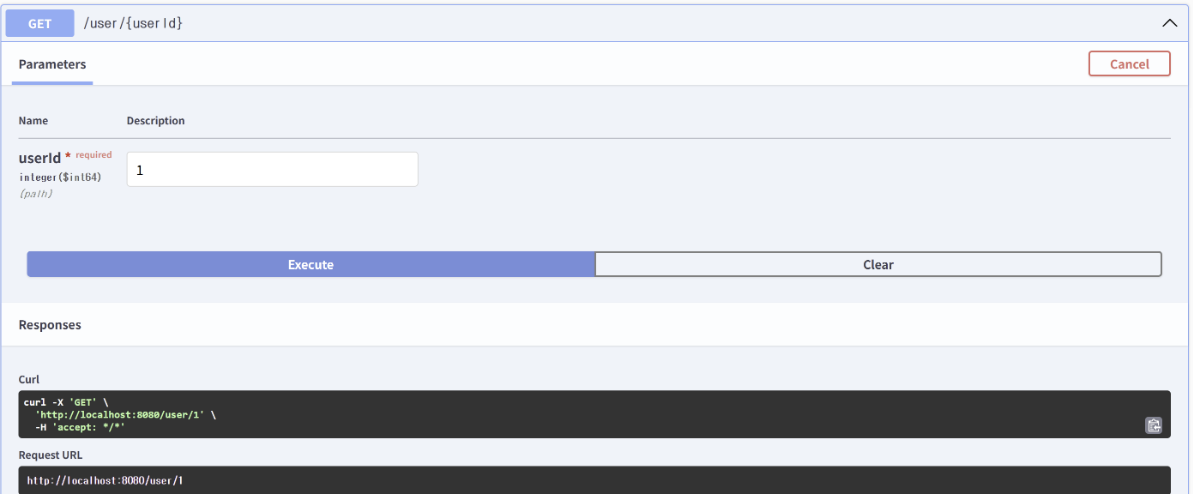 GET /user/{userId}
Parameters
Cancel
Name Description
userId * required
integer($int64)
(path)
1
Execute
Clear
Responses
Curl
curl -X 'GET' \
'http://localhost:8080/user/1' \
-H 'accept: */*'
Request URL
http://localhost:8080/user/1